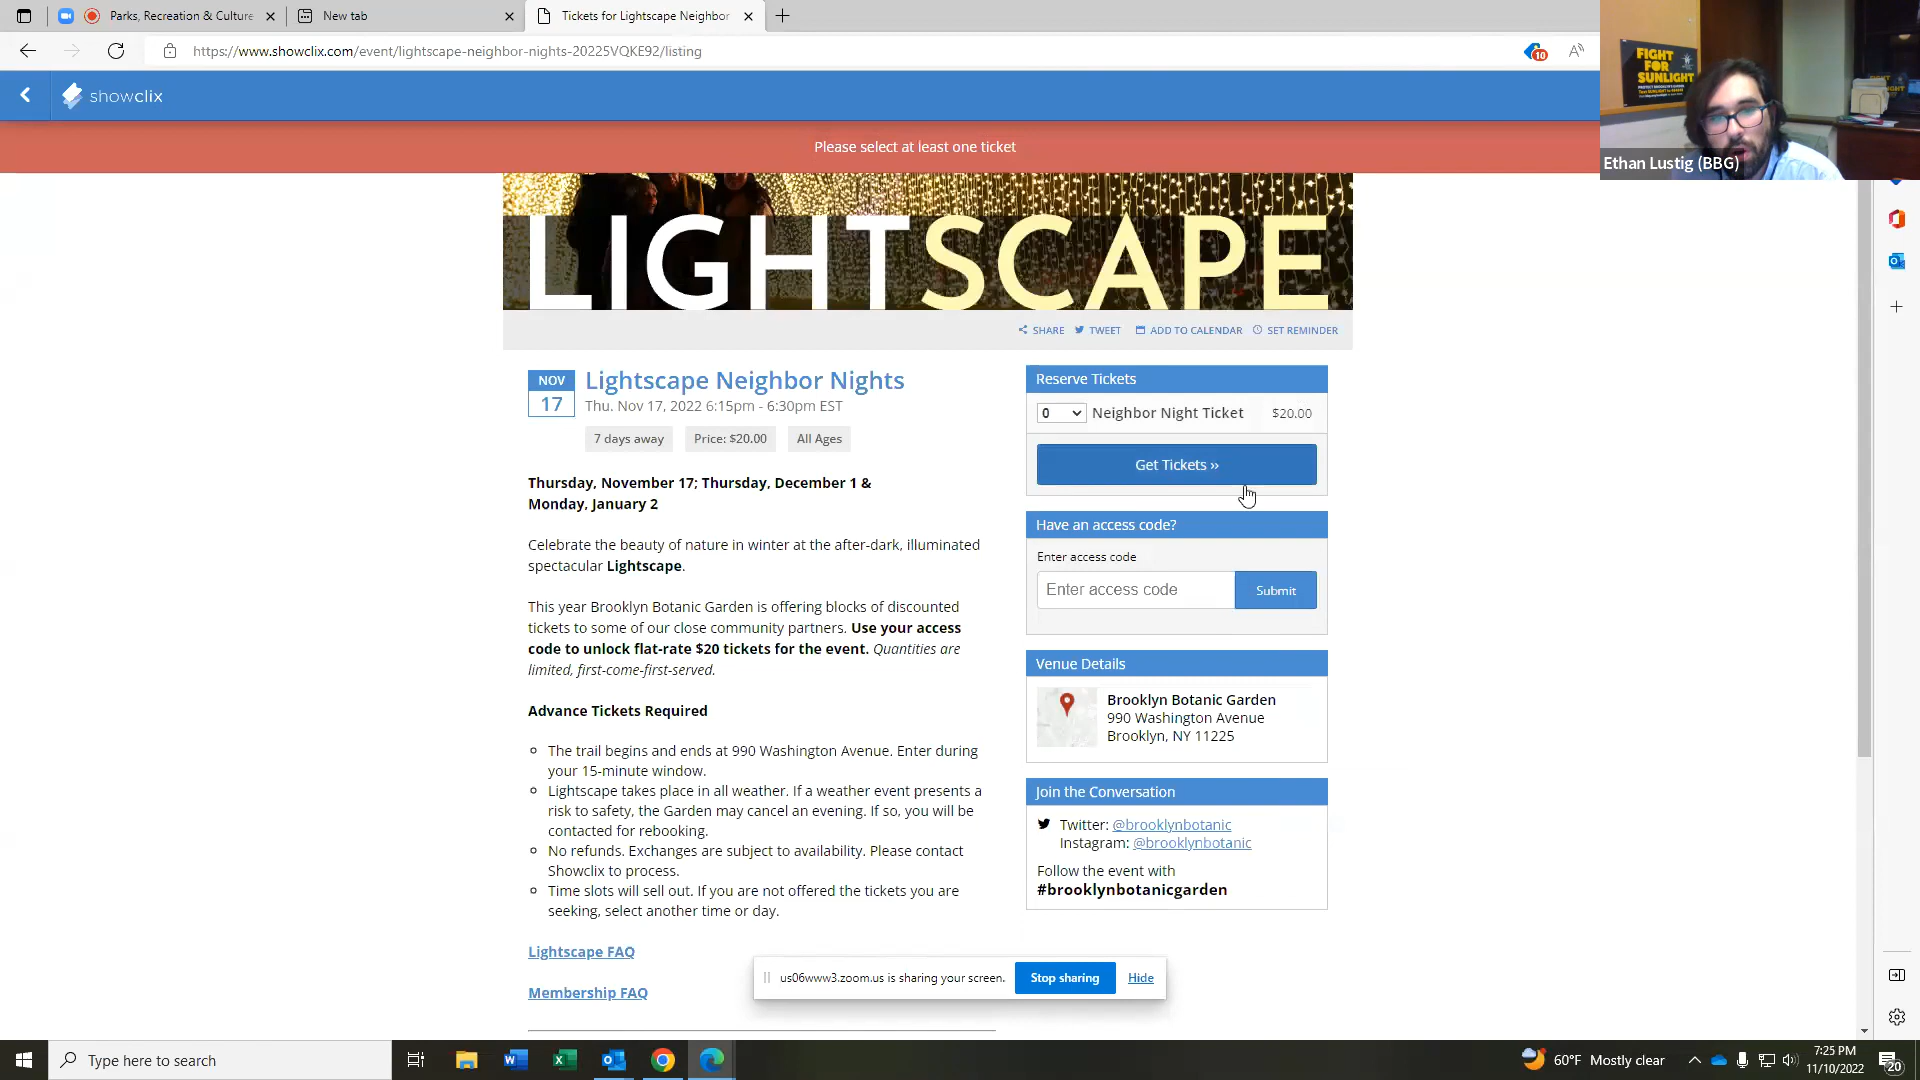 Parks, Recreation & Culture
New tab
Tickets for Lightscape Neighbor
https://www.showclix.com/event/lightscape-neighbor-nights-20225VQKE92/listing
10
showclix
Please select at least one ticket
FIGHT
FOR
SUNLIGHT
Ethan Lustig (BBG)
LIGHTSCAPE
SHARE TWEET ADD TO CALENDAR SET REMINDER
NOV
17
Lightscape Neighbor Nights
Thu. Nov 17, 2022 6:15pm - 6:30pm EST
7 days away Price: $20.00 All Ages
Thursday, November 17; Thursday, December 1 &
Monday, January 2
Celebrate the beauty of nature in winter at the after-dark, illuminated
spectacular Lightscape.
This year Brooklyn Botanic Garden is offering blocks of discounted
tickets to some of our close community partners. Use your access
code to unlock flat-rate $20 tickets for the event. Quantities are
limited, first-come-first-served.
Advance Tickets Required
The trail begins and ends at 990 Washington Avenue. Enter during
your 15-minute window.
Lightscape takes place in all weather. If a weather event presents a
risk to safety, the Garden may cancel an evening. If so, you will be
contacted for rebooking.
No refunds. Exchanges are subject to availability. Please contact
Showclix to process.
Time slots will sell out. If you are not offered the tickets you are
seeking, select another time or day.
Lightscape FAQ
Membership FAQ
Reserve Tickets
0 Neighbor Night Ticket $20.00
Get Tickets ››
Have an access code?
Enter access code
Enter access code Submit
Venue Details
Brooklyn Botanic Garden
990 Washington Avenue
Brooklyn, NY 11225
Join the Conversation
Twitter: @brooklynbotanic
Instagram: @brooklynbotanic
Follow the event with
#brooklynbotanicgarden
us06www3.zoom.us is sharing your screen. Stop sharing Hide
Type here to search
60°F Mostly clear
7:25 PM
11/10/2022
20